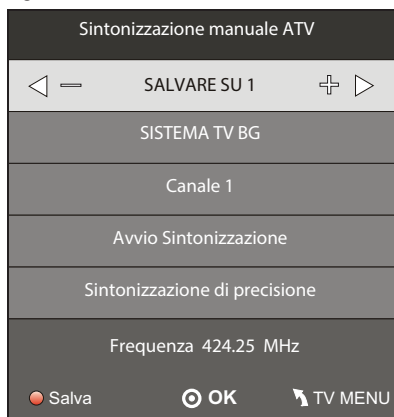 Sintonizzazione manuale ATV
SALVARE SU 1
SISTEMA TV BG
Canale 1
Avvio Sintonizzazione
Sintonizzazione di precisione
Frequenza 424.25 MHz
Salva OK TV MENU